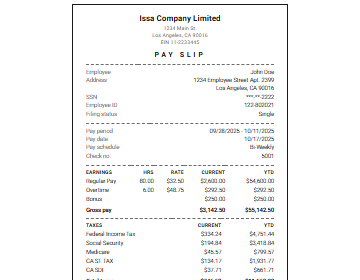 Issa Company Limited
1234 Main St.
Los Angeles, CA 90016
EIN 11-2233445
PAY SLIP
Employee John Doe
Address 1234 Employee Street Apt. 2399
Los Angeles, CA 90016
SSN ***-**-2222
Employee ID 122-802021
Filing status Single
Pay period 09/28/2025 - 10/11/2025
Pay date 10/17/2025
Pay schedule Bi-Weekly
Check no. 5001
EARNINGS HRS RATE CURRENT YTD
Regular Pay 80.00 $32.50 $2,600.00 $54,600.00
Overtime 6.00 $48.75 $292.50 $292.50
Bonus $250.00 $250.00
Gross pay $3,142.50 $55,142.50
TAXES CURRENT YTD
Federal Income Tax $334.24 $4,751.44
Social Security $194.84 $3,418.84
Medicare $45.57 $799.57
CA ST TAX $134.17 $1,931.77
CA SDI $37.71 $661.71